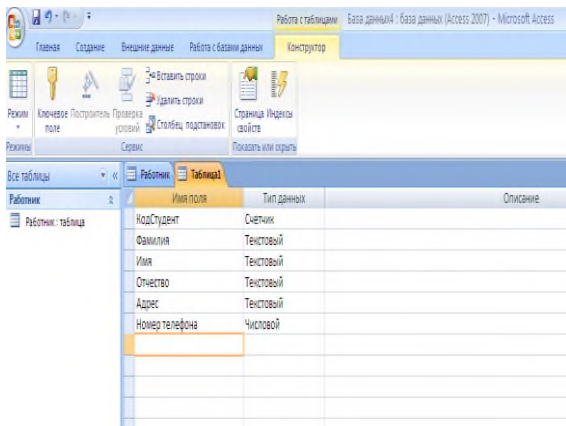 Работа с таблицами База данных4 : база данных (Access 2007) - Microsoft Access
Главная Создание Внешние данные Работа с базами данных Конструктор
Режим Ключевое поле Построитель Проверка условий Вставить строки Удалить строки Столбец подстановок Страница свойств Индексы
Режимы Сервис Показать или скрыть
Все таблицы Работник Таблица1
Работник Имя поля Тип данных Описание
Работник : таблица КодСтудент Счетчик
Фамилия Текстовый
Имя Текстовый
Отчество Текстовый
Адрес Текстовый
Номер телефона Числовой